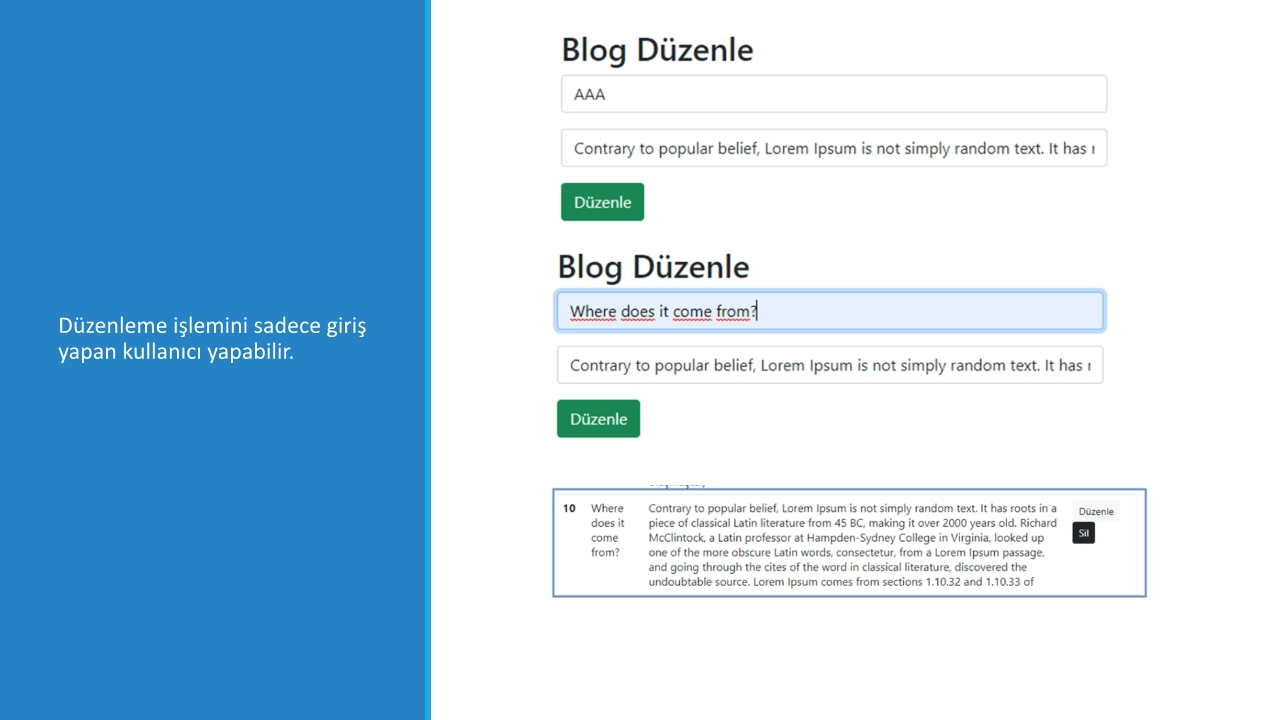 Düzenleme işlemini sadece giriş
yapan kullanıcı yapabilir.
Blog Düzenle
AAA
Contrary to popular belief, Lorem Ipsum is not simply random text. It has
Düzenle
Blog Düzenle
Where does it come from?
Contrary to popular belief, Lorem Ipsum is not simply random text. It has
Düzenle
10 Where Contrary to popular belief, Lorem Ipsum is not simply random text. It has roots in a Düzenle
does it piece of classical Latin literature from 45 BC, making it over 2000 years old. Richard
come McClintock, a Latin professor at Hampden-Sydney College in Virginia, looked up Sil
from? one of the more obscure Latin words, consectetur, from a Lorem Ipsum passage,
and going through the cites of the word in classical literature, discovered the
undoubtable source. Lorem Ipsum comes from sections 1.10.32 and 1.10.33 of